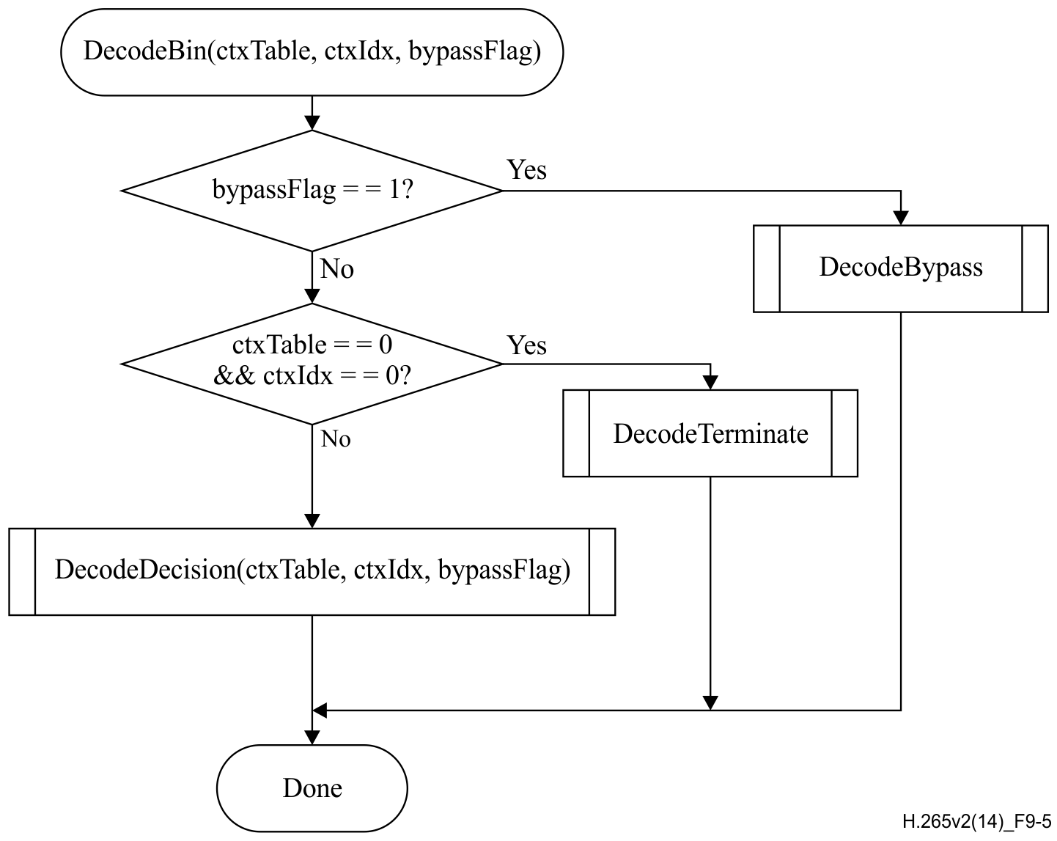 DecodeBin(ctxTable, ctxIdx, bypassFlag)
bypassFlag = = 1?
Yes
DecodeBypass
No
ctxTable = = 0
&& ctxIdx = = 0?
Yes
DecodeTerminate
No
DecodeDecision(ctxTable, ctxIdx, bypassFlag)
Done
H.265v2(14)_F9-5